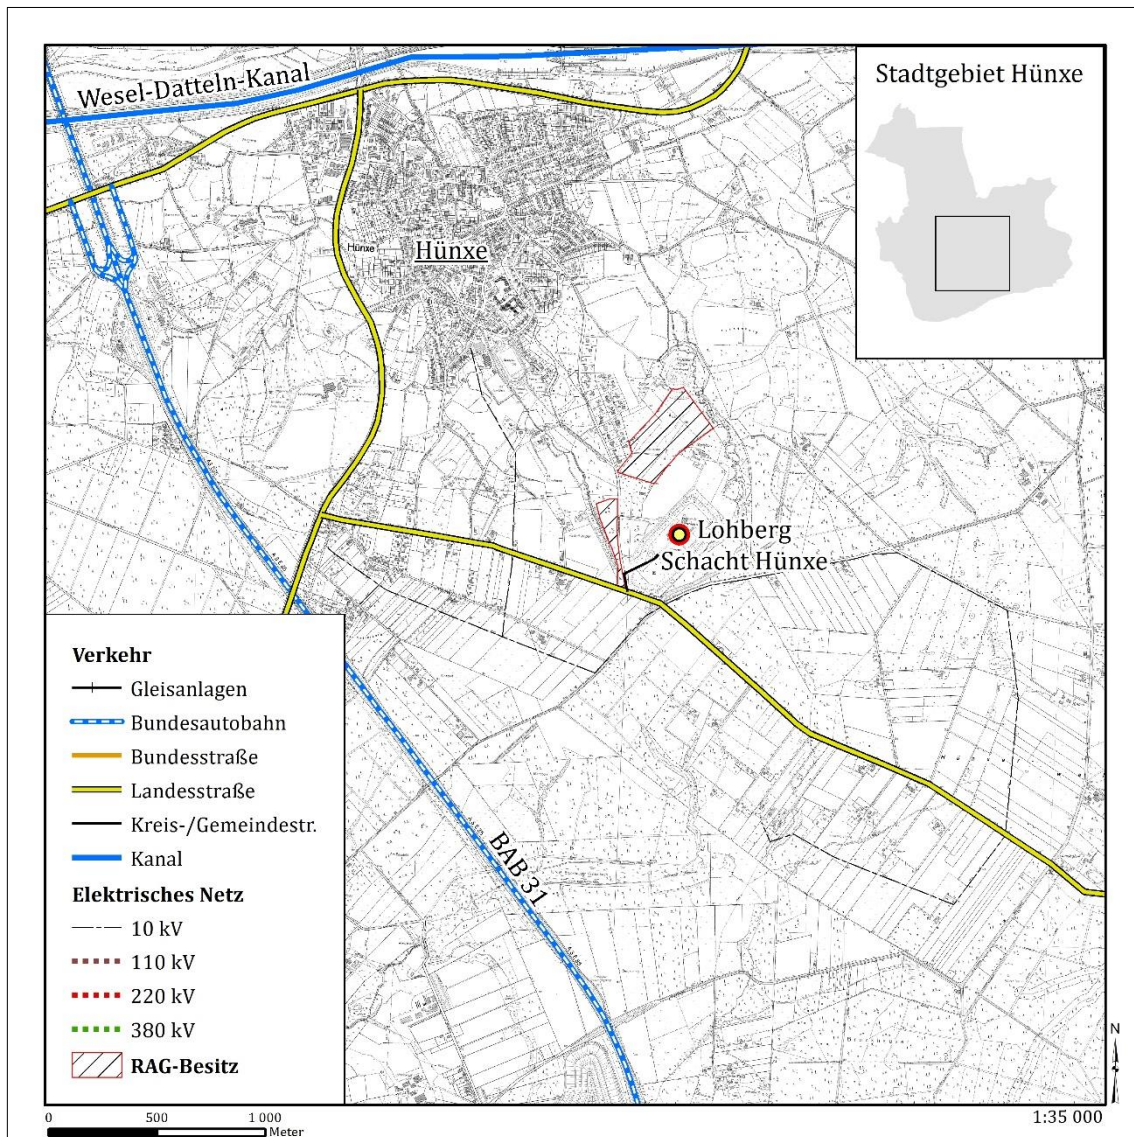 Wesel-Datteln-Kanal
Stadtgebiet Hünxe
Hünxe
Hünxe
Lohberg
Schacht Hünxe
BAB 31
Verkehr
Gleisanlagen
Bundesautobahn
Bundesstraße
Landesstraße
Kreis-/Gemeindestr.
Kanal
Elektrisches Netz
10 kV
110 kV
220 kV
380 kV
RAG-Besitz
N
0 500 1 000
Meter
1:35 000